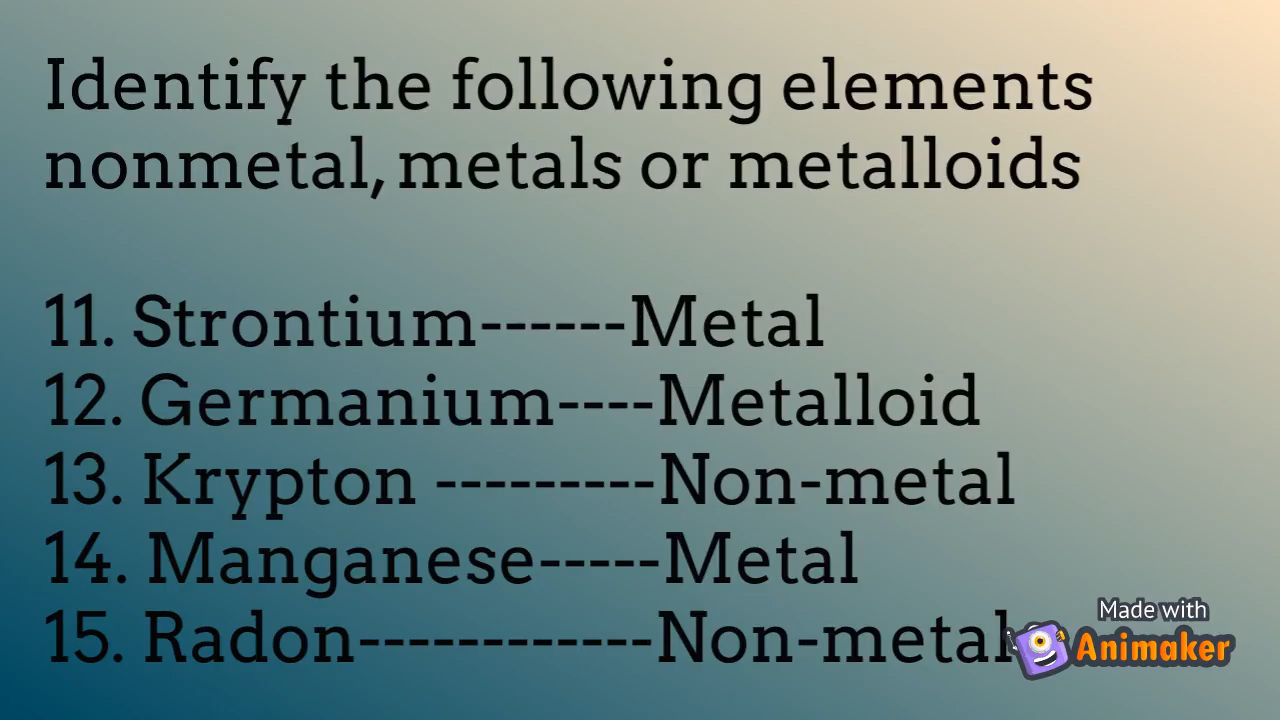 Identify the following elements
nonmetal, metals or metalloids
11. Strontium------Metal
12. Germanium----Metalloid
13. Krypton ---------Non-metal
14. Manganese-----Metal
15. Radon------------Non-metal
Made with
Animaker